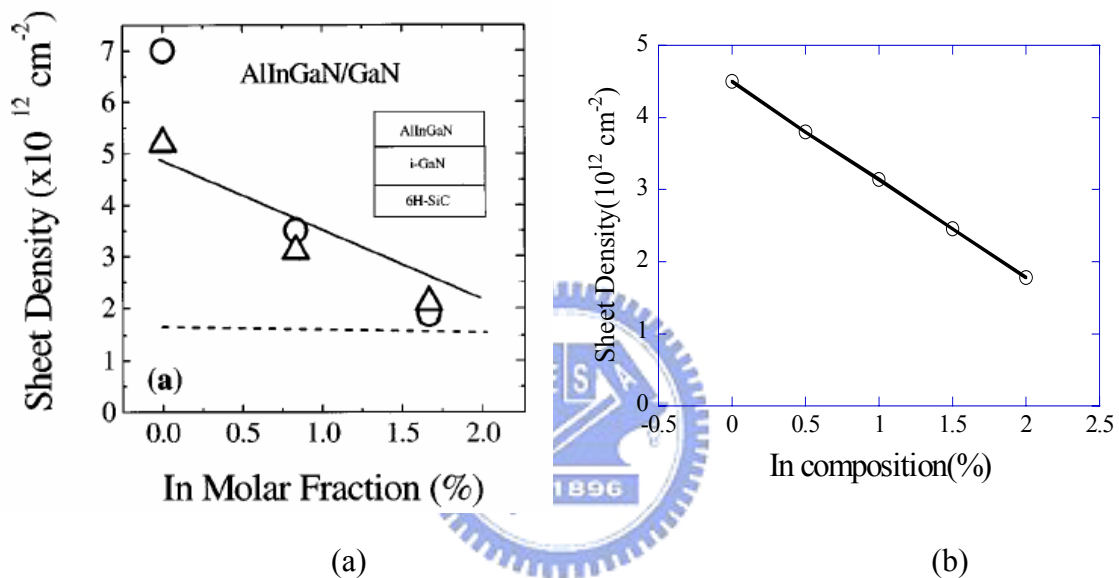 Sheet Density (x10 12 cm-2)
7
6
5
4
3
2
1
0
AlInGaN/GaN
AlInGaN
i-GaN
6H-SiC
(a)
0.0 0.5 1.0 1.5 2.0
In Molar Fraction (%)
(a)
Sheet Density(10^12 cm^-2)
5
4
3
2
1
0
-0.5 0 0.5 1 1.5 2 2.5
In composition(%)
(b)
E S A
1896